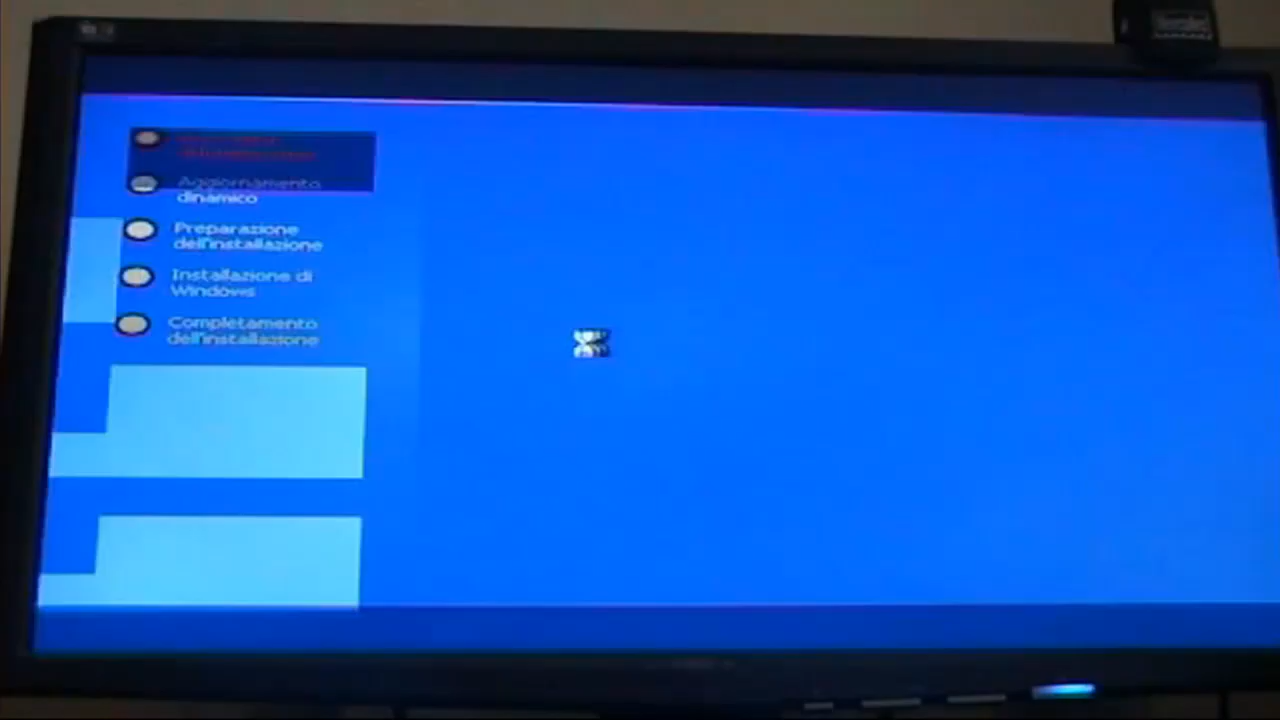 Aggiornamento
dinamico
Preparazione
dell'installazione
Installazione di
Windows
Completamento
dell'installazione